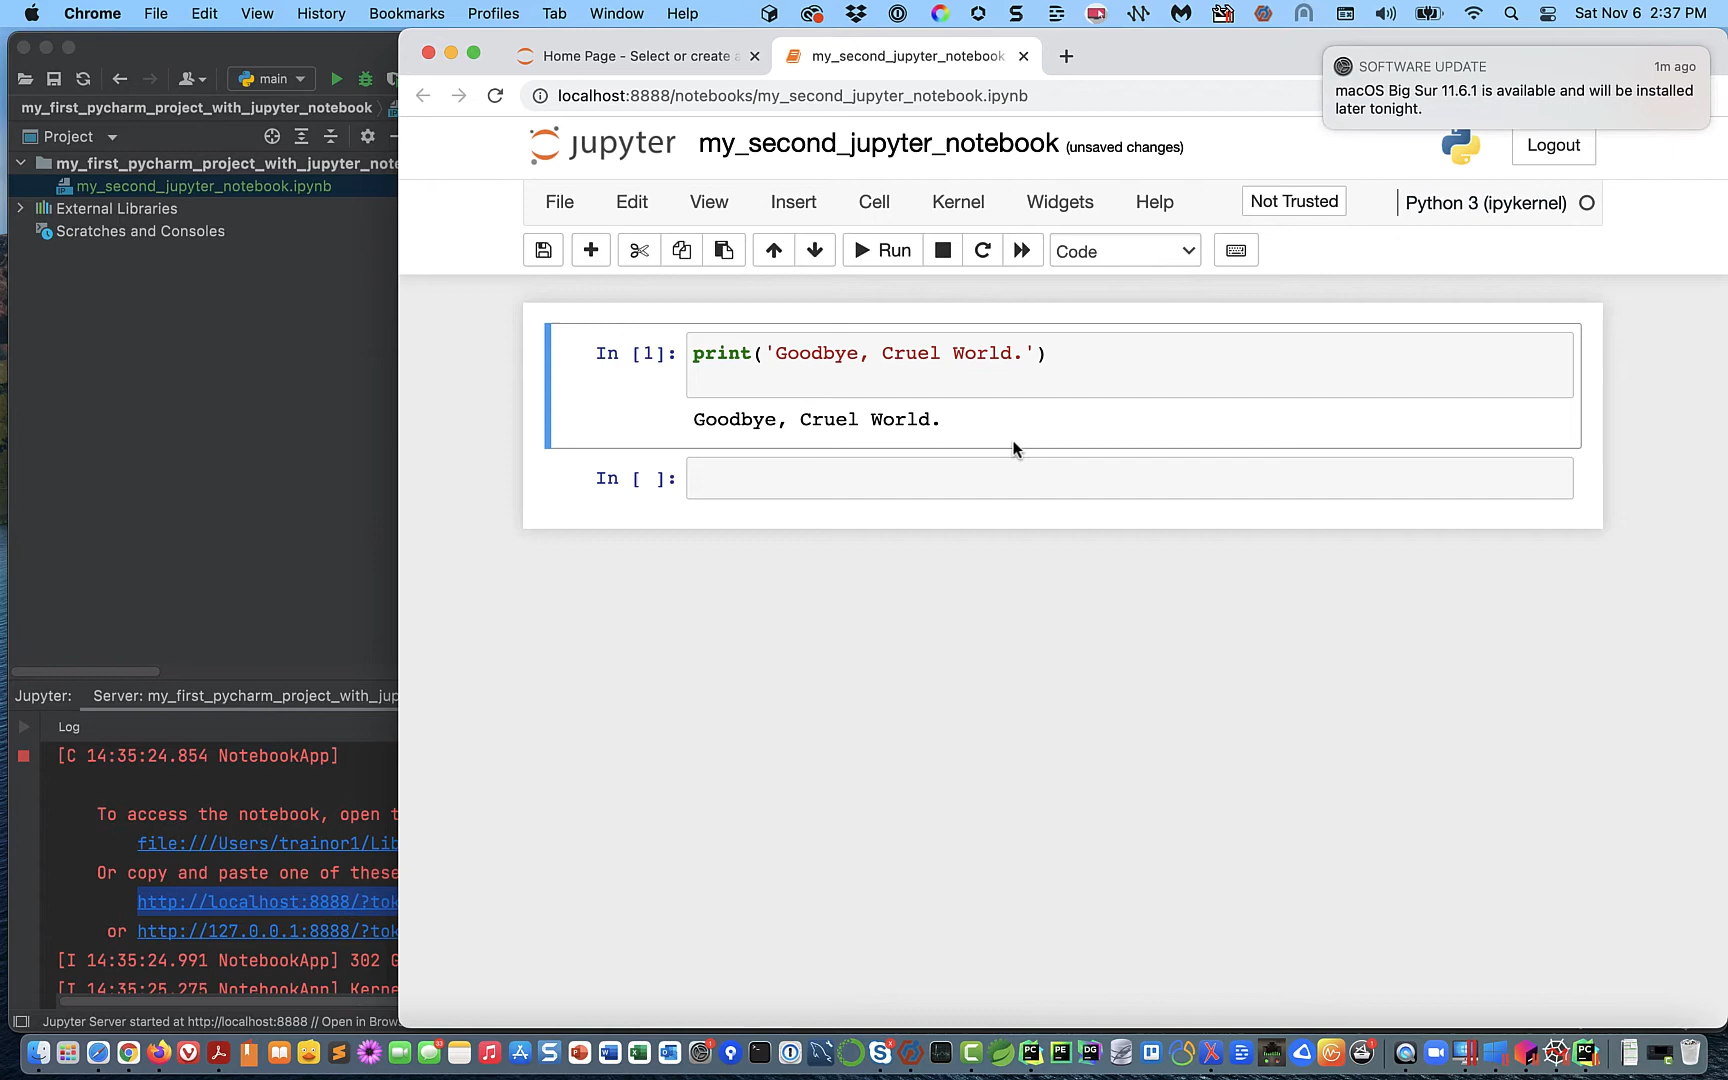 Chrome File Edit View History Bookmarks Profiles Tab Window Help Sat Nov 6 2:37 PM
Home Page - Select or create a
my_second_jupyter_notebook
SOFTWARE UPDATE 1m ago
macOS Big Sur 11.6.1 is available and will be installed
later tonight.
main
localhost:8888/notebooks/my_second_jupyter_notebook.ipynb
my_first_pycharm_project_with_jupyter_notebook
Project
my_first_pycharm_project_with_jupyter_note
my_second_jupyter_notebook.ipynb
External Libraries
Scratches and Consoles
jupyter my_second_jupyter_notebook (unsaved changes) Logout
File Edit View Insert Cell Kernel Widgets Help Not Trusted Python 3 (ipykernel)
Run Code
In [1]: print('Goodbye, Cruel World.')
Goodbye, Cruel World.
In [ ]:
Jupyter: Server: my_first_pycharm_project_with_jup
Log
[C 14:35:24.854 NotebookApp]
To access the notebook, open t
file:///Users/trainor1/Lib
Or copy and paste one of these
http://localhost:8888/?tok
or http://127.0.0.1:8888/?tok
[I 14:35:24.991 NotebookApp] 302 G
[I 14:35:25.275 NotebookApp] Kerne
Jupyter Server started at http://localhost:8888 // Open in Brow